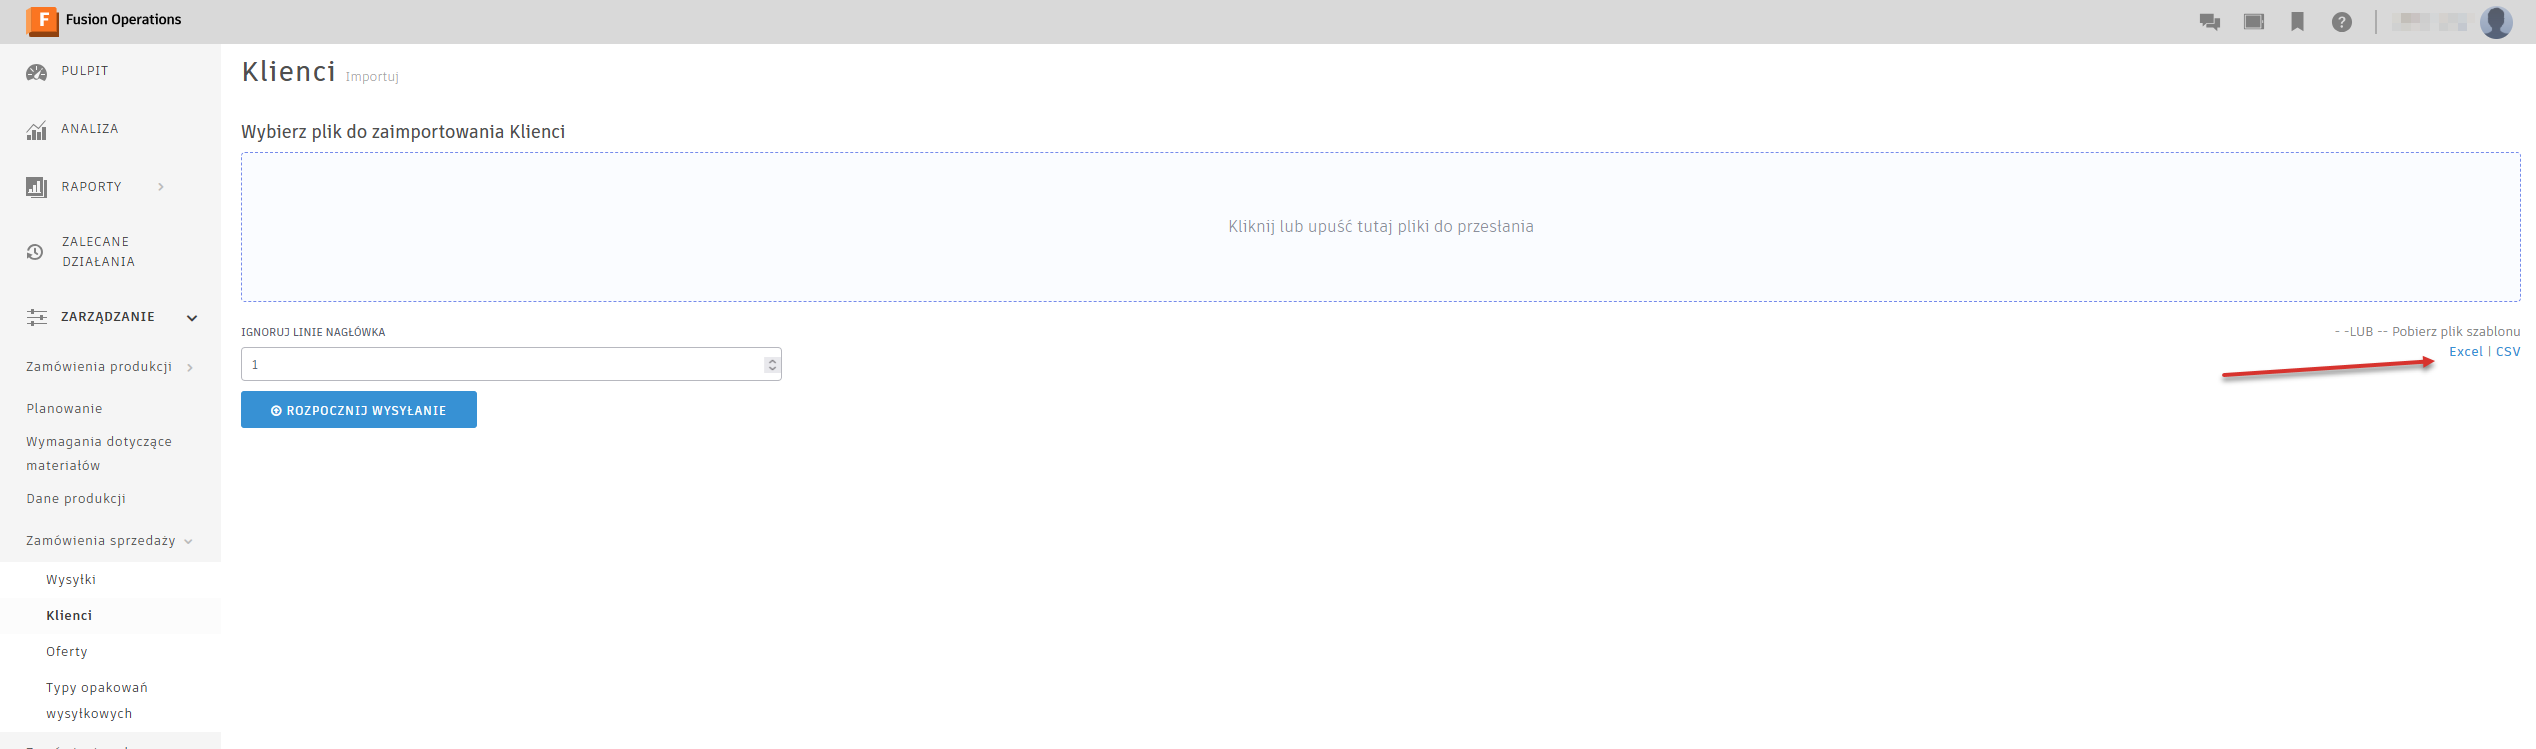 F Fusion Operations
PULPIT
ANALIZA
RAPORTY
ZALECANE
DZIAŁANIA
ZARZĄDZANIE
Zamówienia produkcji
Planowanie
Wymagania dotyczące
materiałów
Dane produkcji
Zamówienia sprzedaży
Wysyłki
Klienci
Oferty
Typy opakowań
wysyłkowych
Klienci Importuj
Wybierz plik do zaimportowania Klienci
Kliknij lub upuść tutaj pliki do przesłania
IGNORUJ LINIE NAGŁÓWKA
1
ROZPOCZNIJ WYSYŁANIE
- -LUB -- Pobierz plik szablonu
Excel | CSV